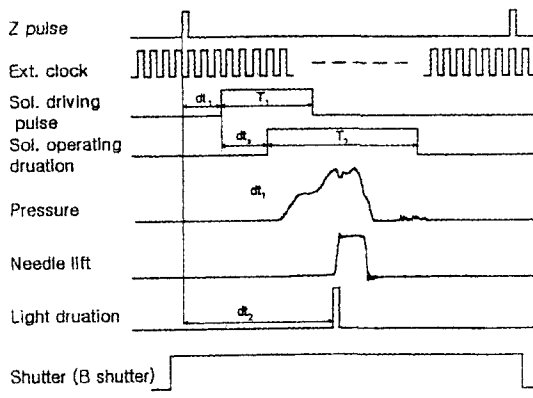 Z pulse
Ext. clock
Sol. driving pulse
dt₁ T₁
Sol. operating druation
dt₃ T₂
Pressure
dt₁
Needle lift
Light druation
dt₂
Shutter (B shutter)